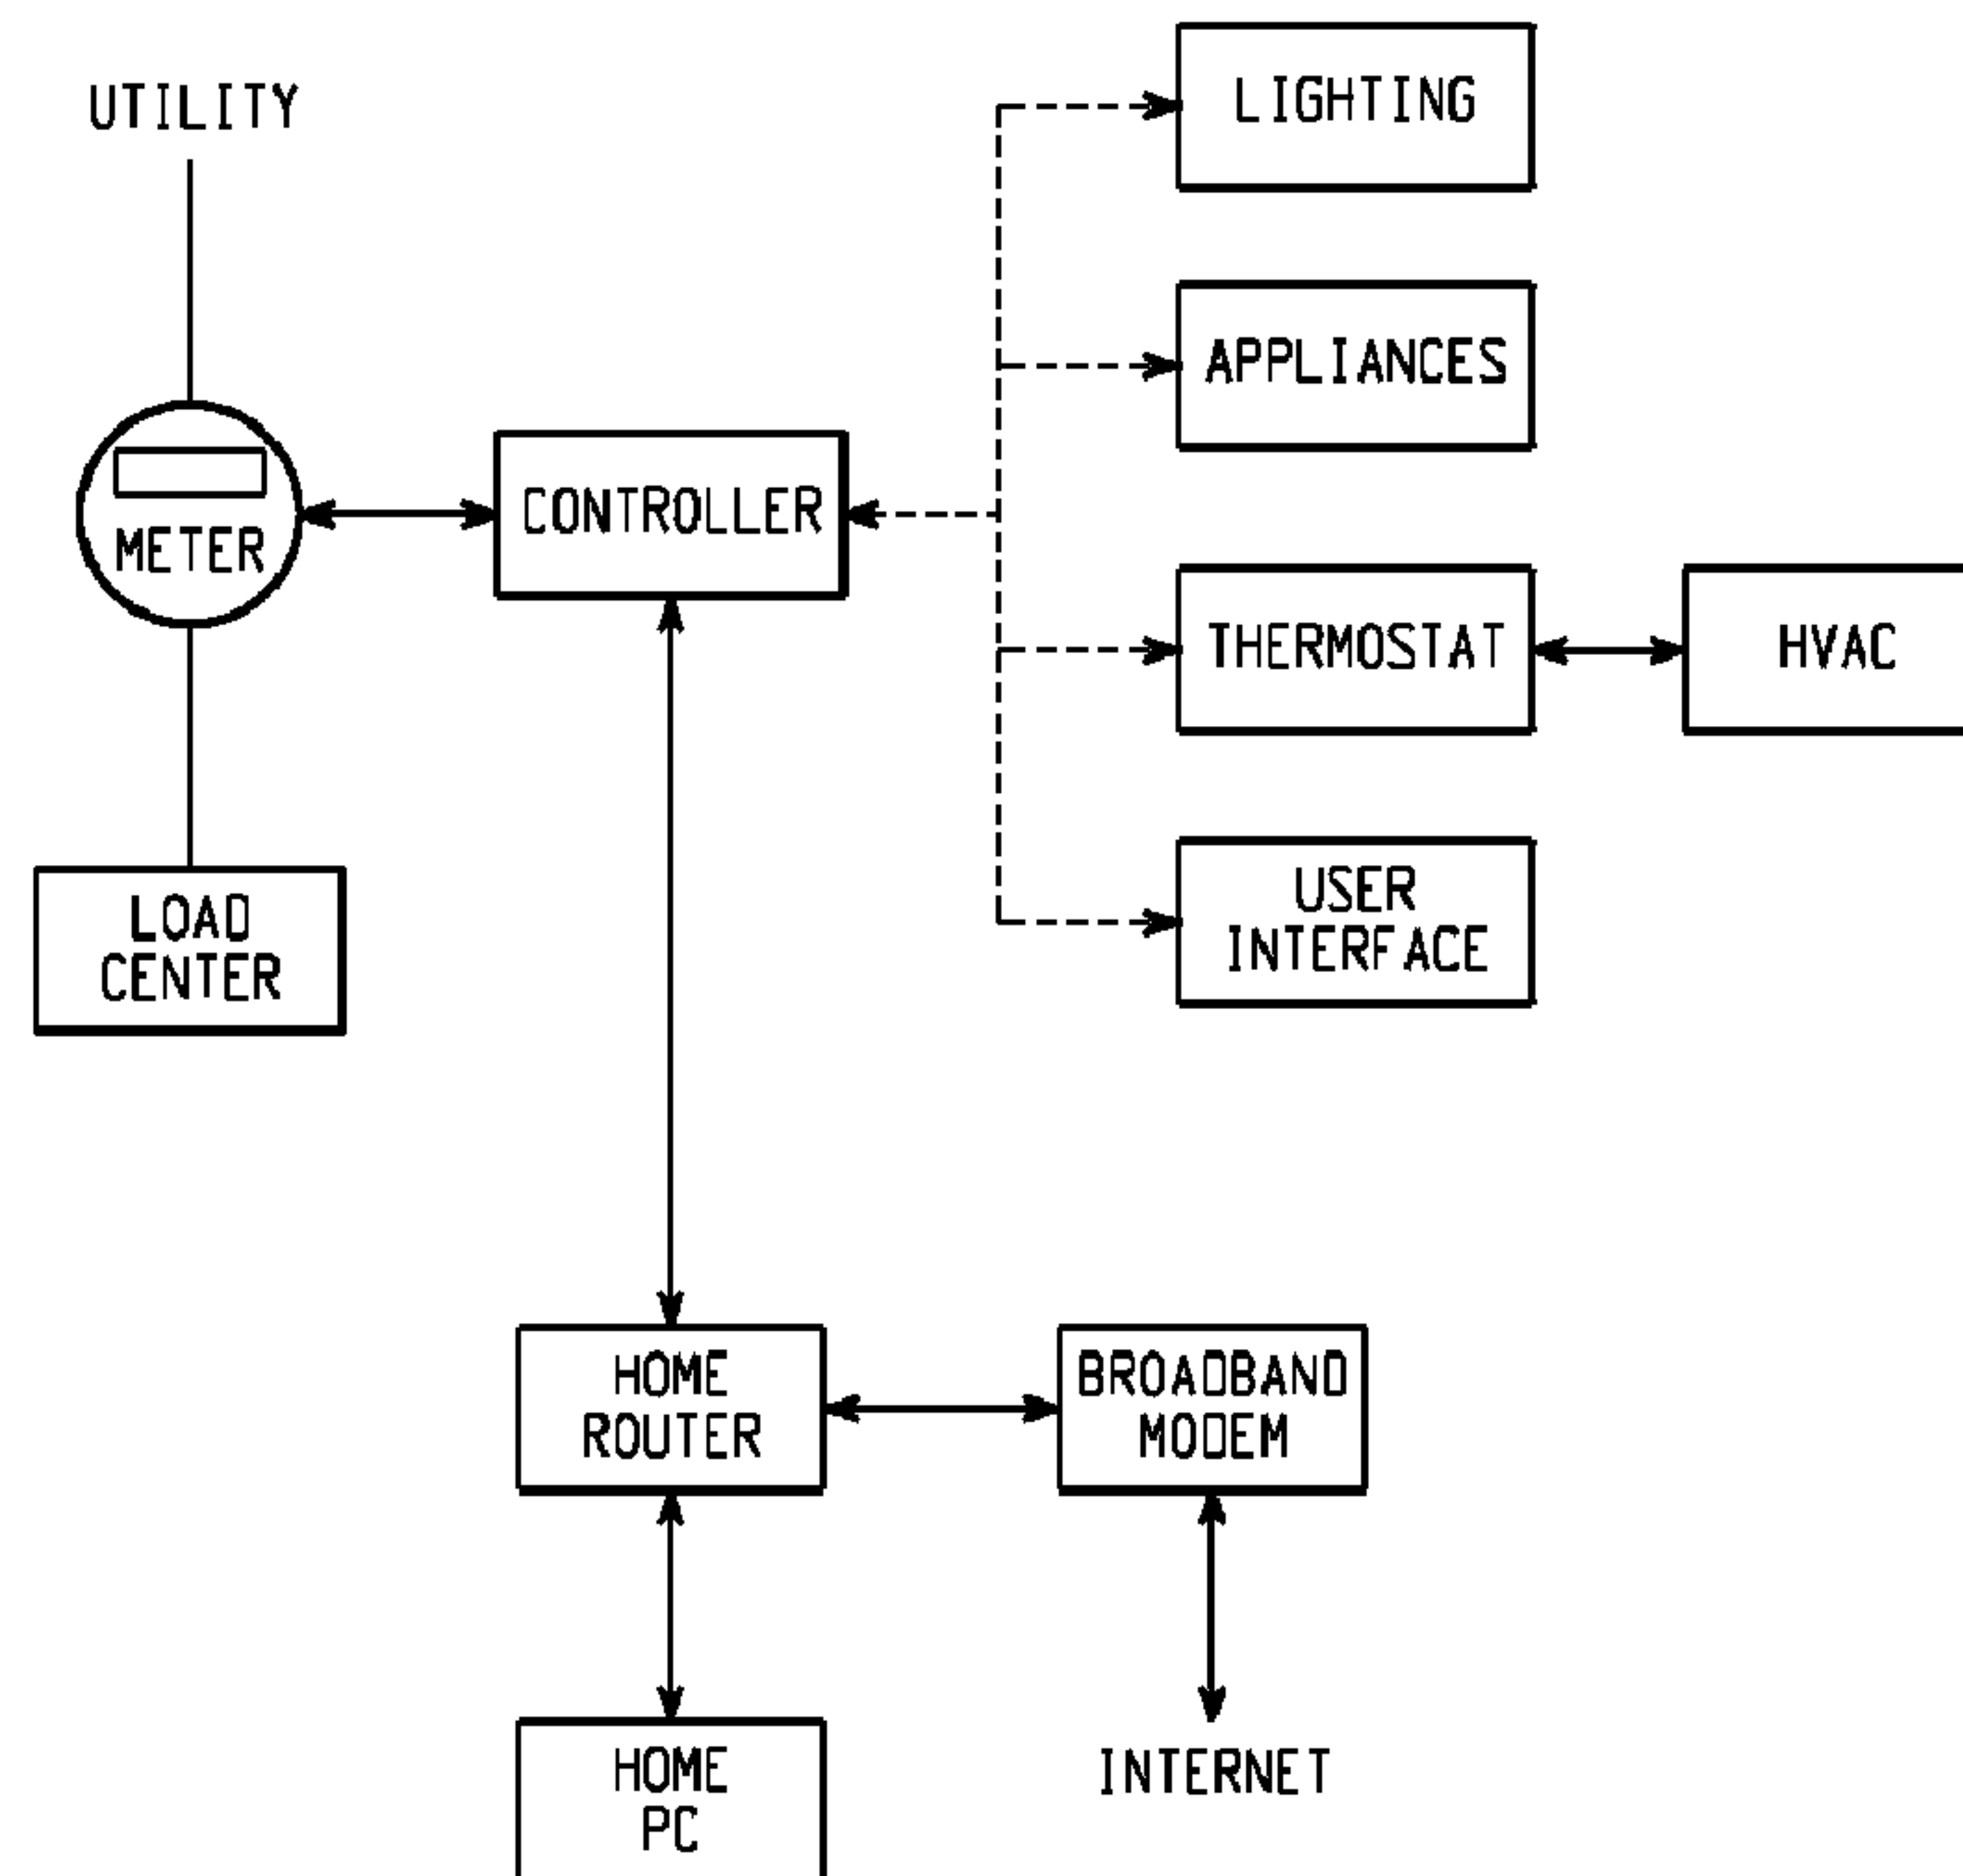 UTILITY
LIGHTING
APPLIANCES
METER
CONTROLLER
THERMOSTAT
HVAC
LOAD
CENTER
USER
INTERFACE
HOME
ROUTER
BROADBAND
MODEM
HOME
PC
INTERNET